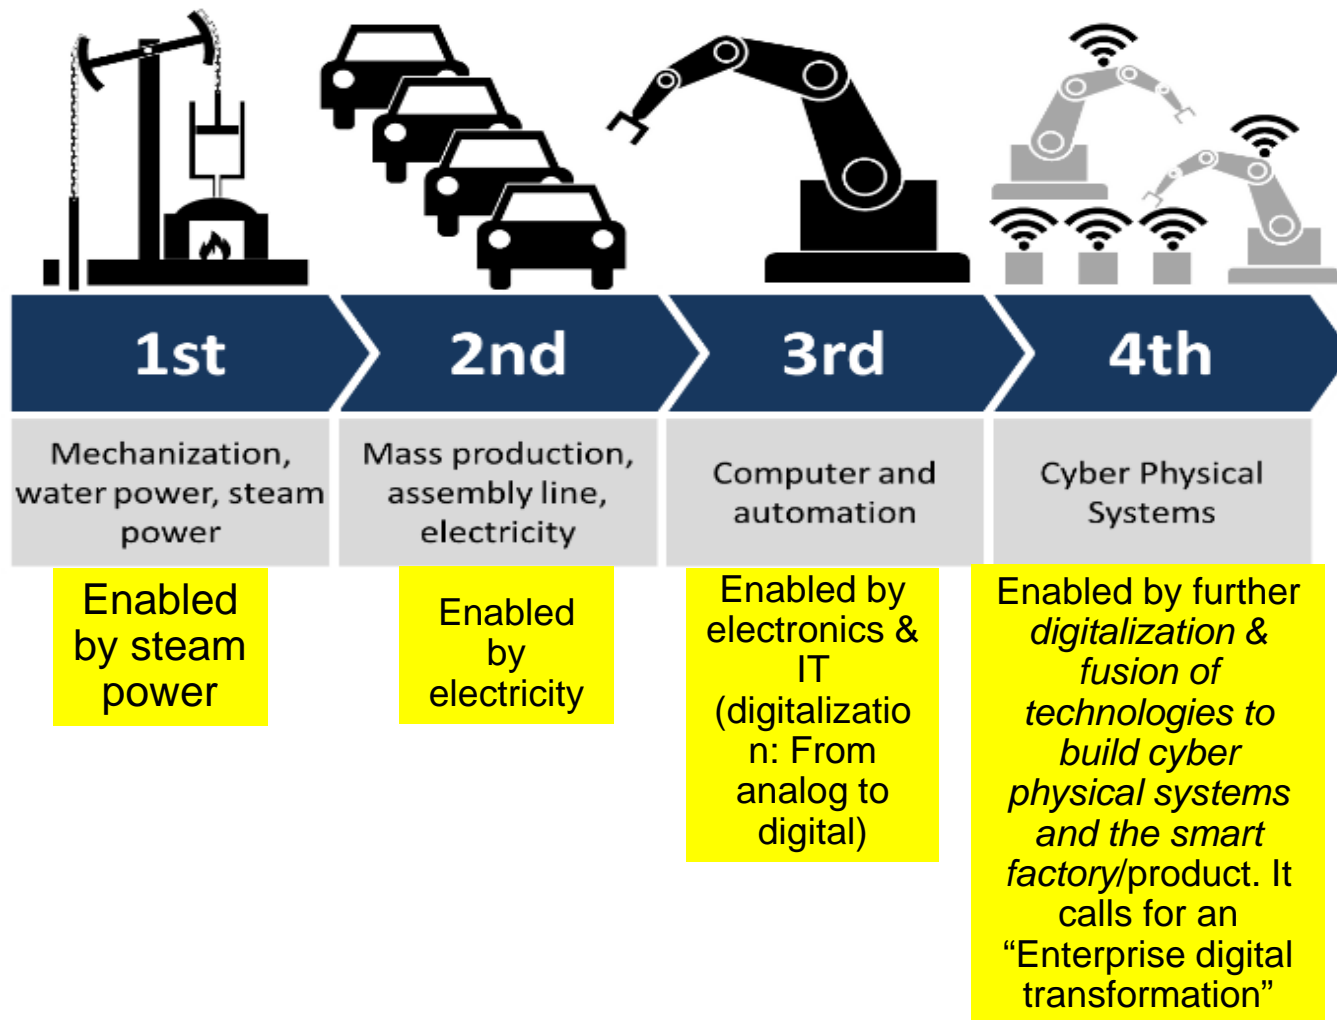 1st
2nd
3rd
4th
Mechanization,
water power, steam
power
Mass production,
assembly line,
electricity
Computer and
automation
Cyber Physical
Systems
Enabled
by steam
power
Enabled
by
electricity
Enabled by
electronics &
IT
(digitalizatio
n: From
analog to
digital)
Enabled by further
digitalization &
fusion of
technologies to
build cyber
physical systems
and the smart
factory/product. It
calls for an
“Enterprise digital
transformation”